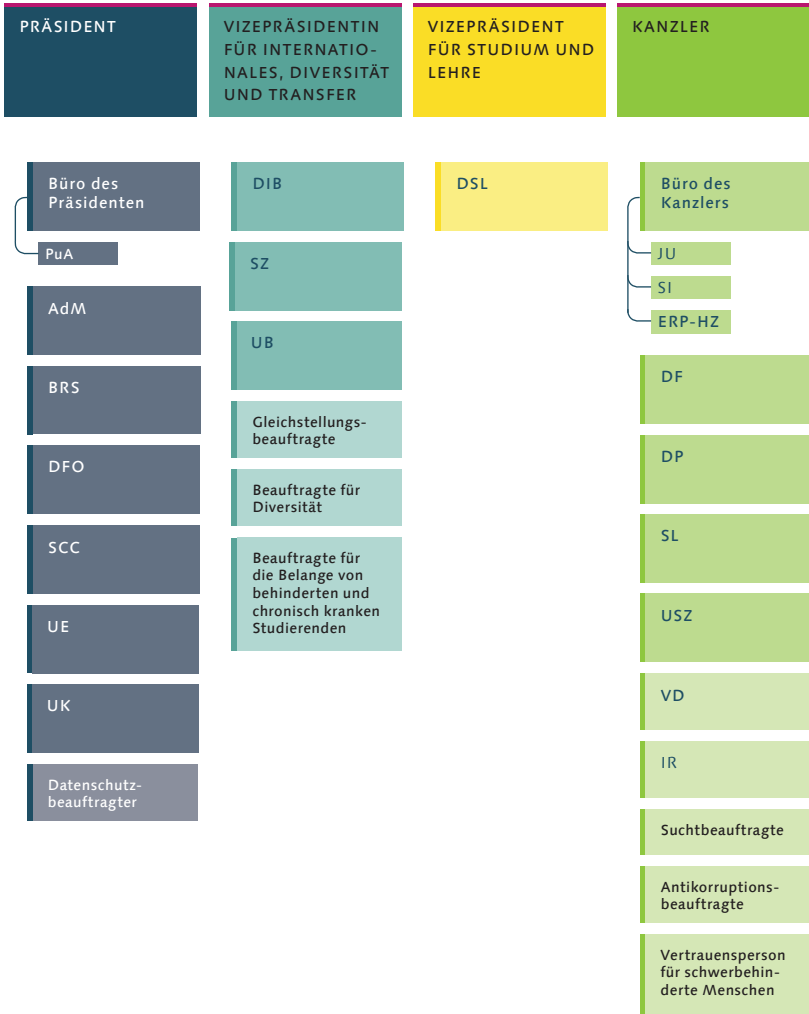 PRÄSIDENT
Büro des
Präsidenten
PuA
AdM
BRS
DFO
SCC
UE
UK
Datenschutz-
beauftragter
VIZEPRÄSIDENTIN
FÜR INTERNATIO-
NALES, DIVERSITÄT
UND TRANSFER
DIB
SZ
UB
Gleichstellungs-
beauftragte
Beauftragte für
Diversität
Beauftragte für
die Belange von
behinderten und
chronisch kranken
Studierenden
VIZEPRÄSIDENT
FÜR STUDIUM UND
LEHRE
DSL
KANZLER
Büro des
Kanzlers
JU
SI
ERP-HZ
DF
DP
SL
USZ
VD
IR
Suchtbeauftragte
Antikorruptions-
beauftragte
Vertrauensperson
für schwerbehin-
derte Menschen